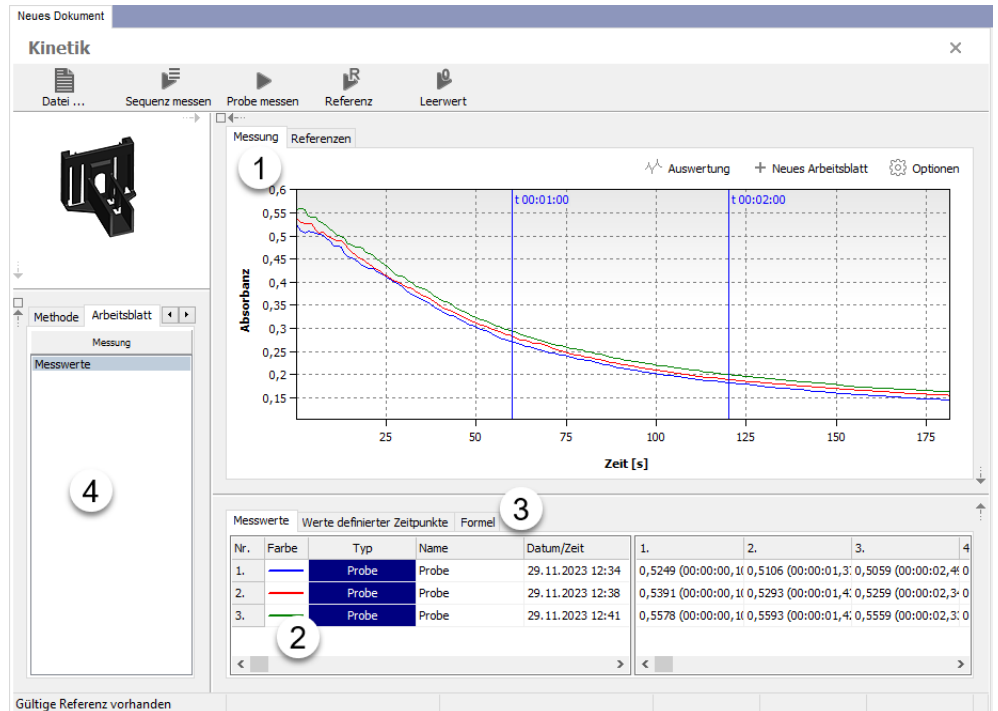 Neues Dokument
Kinetik
Datei ... Sequenz messen Probe messen Referenz Leerwert
Messung Referenzen
1
Auswertung + Neues Arbeitsblatt Optionen
0,6
0,55
0,5
0,45
0,4
0,35
0,3
0,25
0,2
0,15
t 00:01:00 t 00:02:00
Absorbanz
25 50 75 100 125 150 175
Zeit [s]
Methode Arbeitsblatt
Messung
Messwerte
4
Messwerte Werte definierter Zeitpunkte Formel
3
Nr. Farbe Typ Name Datum/Zeit 1. 2. 3. 4
1. Probe Probe 29.11.2023 12:34 0,5249 (00:00:00,1 0,5106 (00:00:01,3 0,5059 (00:00:02,4 0
2. Probe Probe 29.11.2023 12:38 0,5391 (00:00:00,1 0,5293 (00:00:01,4 0,5259 (00:00:02,3 0
3. Probe Probe 29.11.2023 12:41 0,5578 (00:00:00,1 0,5593 (00:00:01,4 0,5559 (00:00:02,3 0
2
Gültige Referenz vorhanden